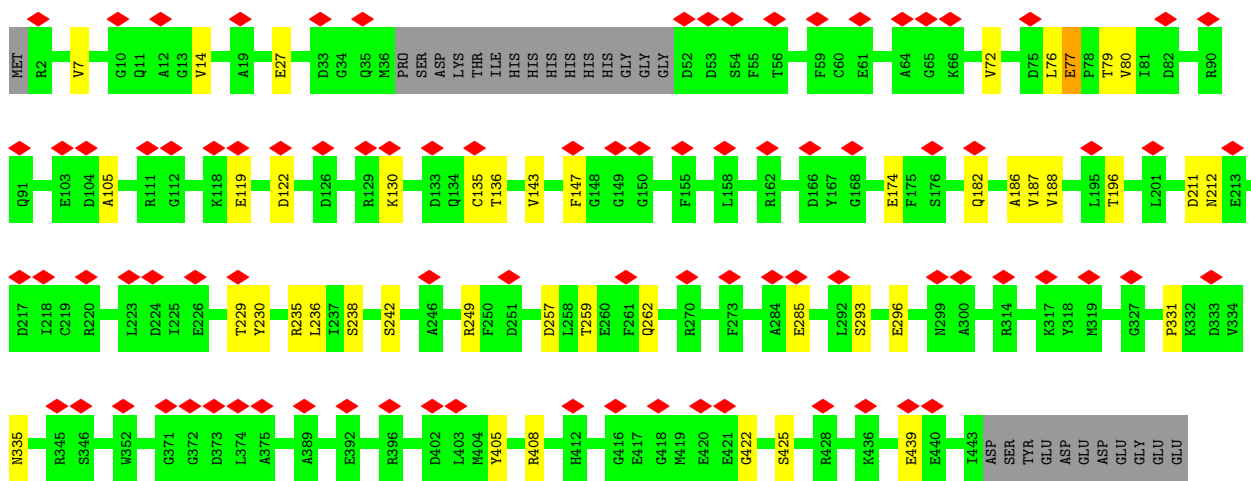 MET R2 V7 G10 Q11 A12 G13 V14 A19 E27 D33 G34 Q35 M36 PRO SER ASP LYS THR ILE HIS HIS HIS HIS HIS HIS GLY GLY GLY D52 D53 S54 F55 T56 F59 C60 E61 A64 G65 K66 V72 D75 L76 E77 P78 T79 V80 I81 D82 R90
Q91 E103 D104 A105 R111 G112 K118 E119 D122 D126 R129 K130 D133 Q134 C135 T136 V143 F147 G148 G149 G150 F155 L158 R162 D166 Y167 G168 E174 F175 S176 Q182 A186 V187 V188 L195 T196 L201 D211 N212 E213
D217 I218 C219 R220 L223 D224 I225 E226 T229 Y230 R235 L236 I237 S238 S242 A246 R249 F250 D251 D257 L258 T259 E260 F261 Q262 R270 F273 A284 E285 L292 S293 E296 N299 A300 R314 K317 Y318 M319 G327 P331 K332 D333 V334
N335 R345 S346 W352 G371 G372 D373 L374 A375 A389 E392 R396 D402 L403 M404 Y405 R408 H412 G416 E417 G418 M419 E420 E421 G422 S425 R428 K436 E439 E440 I443 ASP SER TYR GLU ASP GLU ASP GLU GLY GLU GLU